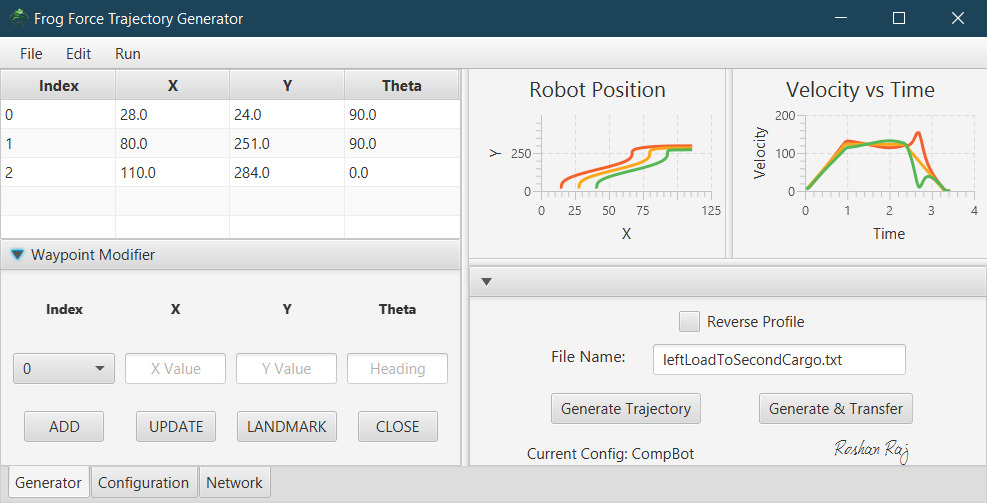 Frog Force Trajectory Generator
File Edit Run
Index X Y Theta
0 28.0 24.0 90.0
1 80.0 251.0 90.0
2 110.0 284.0 0.0
Waypoint Modifier
Index X Y Theta
0 X Value Y Value Heading
ADD UPDATE LANDMARK CLOSE
Robot Position
Y
250
0
0 25 50 75 125
X
Velocity vs Time
Velocity
200
100
0
0 1 2 3 4
Time
Reverse Profile
File Name: leftLoadToSecondCargo.txt
Generate Trajectory Generate & Transfer
Current Config: CompBot Roshan Raj
Generator Configuration Network